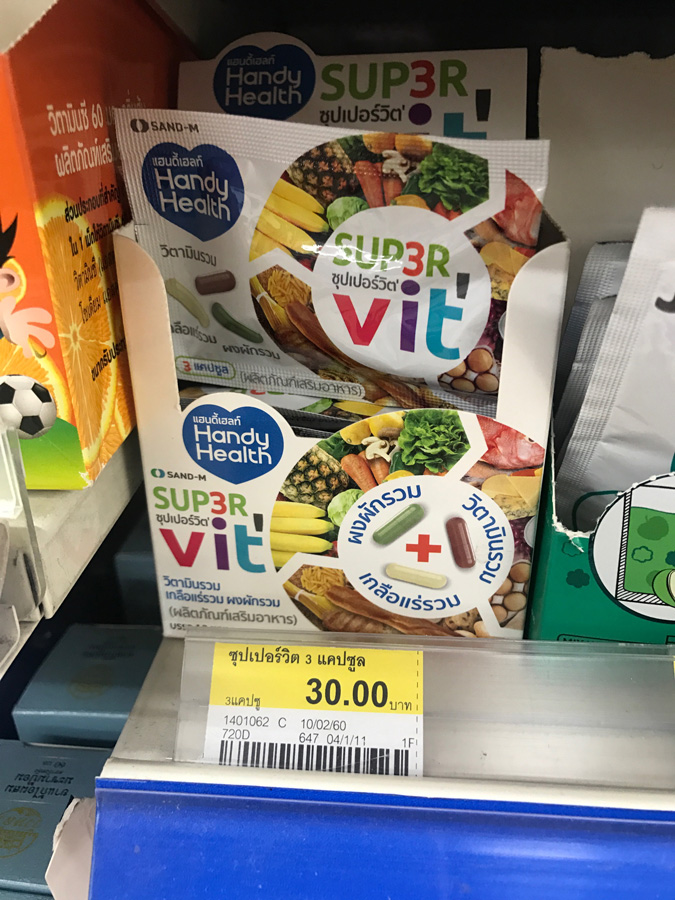 แฮนดี้เฮลท์
Handy
Health
SUP3R
ซุปเปอร์วิต'
it'
วิตามินซี 60
SAND-M
แฮนดี้เฮลท์
Handy
Health
SUP3R
ซุปเปอร์วิต'
vit'
วิตามินรวม
เกลือแร่รวม ผงผักรวม
3 แคปซูล
(ผลิตภัณฑ์เสริมอาหาร)
แฮนดี้เฮลท์
Handy
Health
SAND-M
SUP3R
ซุปเปอร์วิต'
vit'
วิตามินรวม
เกลือแร่รวม ผงผักรวม
(ผลิตภัณฑ์เสริมอาหาร)
ผงผักรวม
+
วิตามินรวม
เกลือแร่รวม
ซุปเปอร์วิต 3 แคปซูล
3แคปซู 30.00 บาท
1401062 C 10/02/60
720D 647 04/1/11 1F